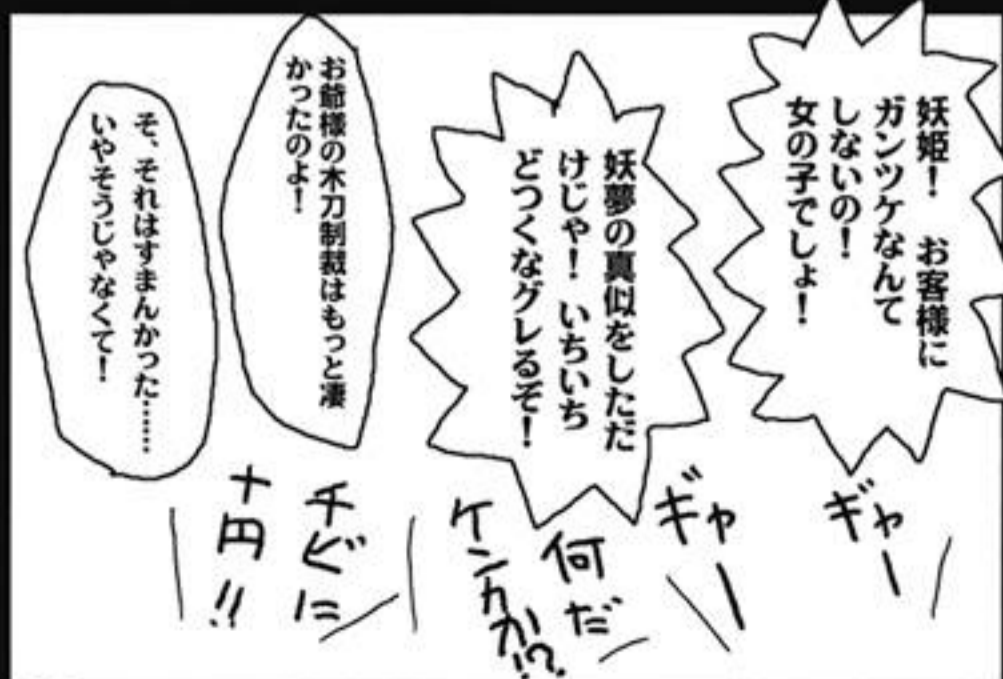 妖姫！　お客様に
ガンツケなんて
しないの！
女の子でしょ！
妖夢の真似をしただ
けじゃ！いちいち
どつくなグレるぞ！
お爺様の木刀制裁はもっと凄
かったのよ！
そ、それはすまんかった……
いやそうじゃなくて！
ギャー
ギャー
何だ
ケンカか!?
チビに
十円!!